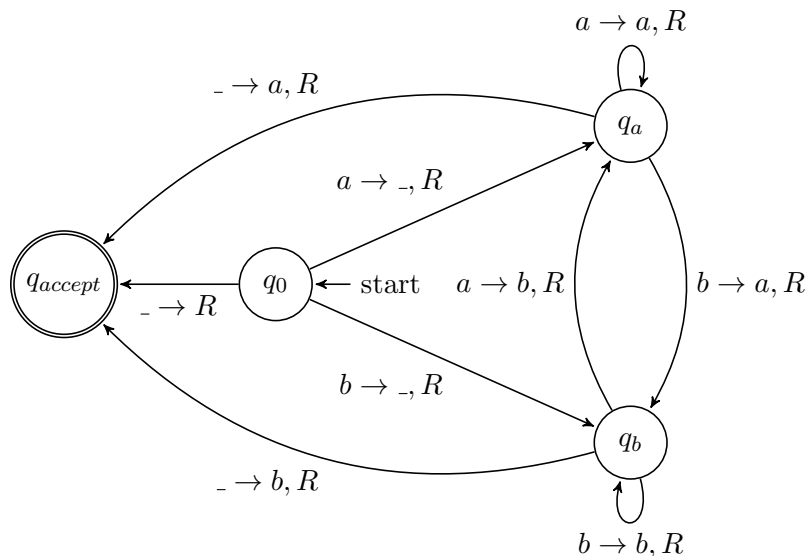 a → a, R
_ → a, R
q_a
a → _, R
q_accept
q_0
start
_ → R
a → b, R
b → a, R
b → _, R
q_b
_ → b, R
b → b, R